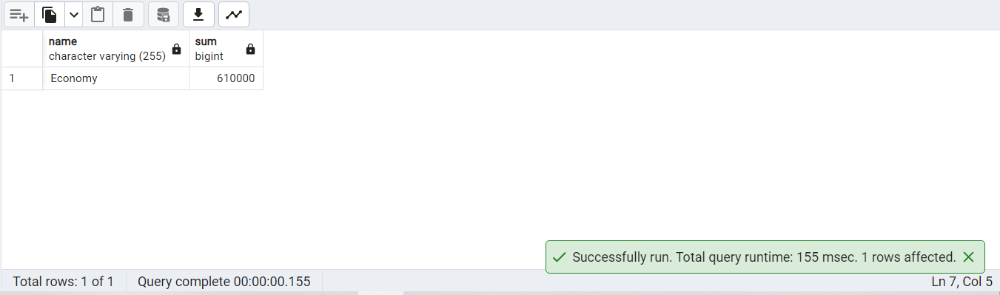 name sum
character varying (255) bigint
1 Economy 610000
Successfully run. Total query runtime: 155 msec. 1 rows affected.
Total rows: 1 of 1 Query complete 00:00:00.155 Ln 7, Col 5